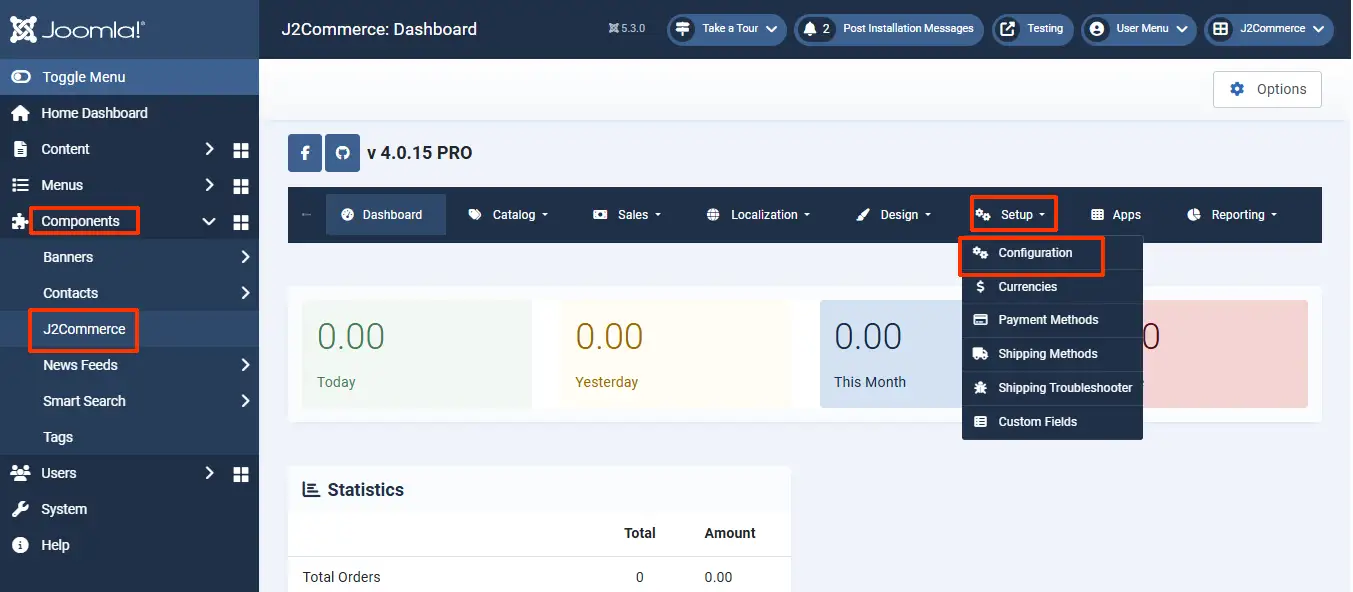 Joomla!®
J2Commerce: Dashboard
5.3.0
Take a Tour
2
Post Installation Messages
Testing
User Menu
J2Commerce
Toggle Menu
Options
Home Dashboard
Content
Menus
Components
Banners
Contacts
J2Commerce
News Feeds
Smart Search
Tags
Users
System
Help
v 4.0.15 PRO
Dashboard
Catalog
Sales
Localization
Design
Setup
Apps
Reporting
Configuration
Currencies
Payment Methods
Shipping Methods
Shipping Troubleshooter
Custom Fields
0.00
Today
0.00
Yesterday
0.00
This Month
0
Statistics
Total Amount
Total Orders 0 0.00